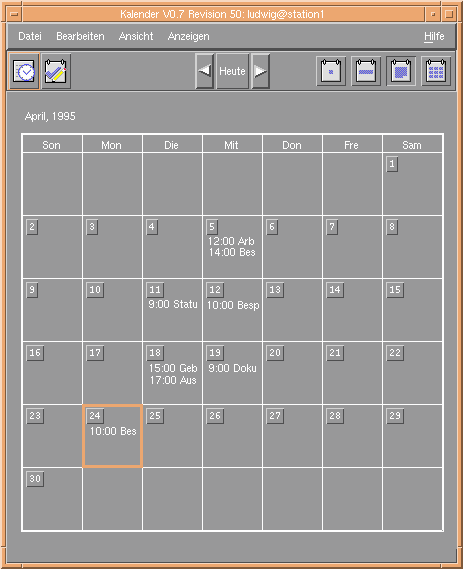 Kalender V0.7 Revision 50: ludwig@station1
Datei Bearbeiten Ansicht Anzeigen Hilfe
Heute
April, 1995
Son Mon Die Mit Don Fre Sam
1
2 3 4 5 6 7 8
12:00 Arb
14:00 Bes
9 10 11 12 13 14 15
9:00 Statu 10:00 Besp
16 17 18 19 20 21 22
15:00 Geb 9:00 Doku
17:00 Aus
23 24 25 26 27 28 29
10:00 Bes
30